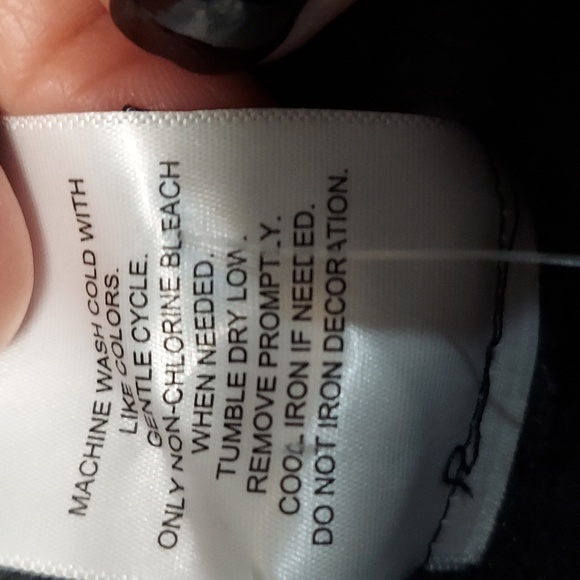 MACHINE WASH COLD WITH
LIKE COLORS.
GENTLE CYCLE.
ONLY NON-CHLORINE BLEACH
WHEN NEEDED.
TUMBLE DRY LOW.
REMOVE PROMPTLY.
COOL IRON IF NEEDED.
DO NOT IRON DECORATION.